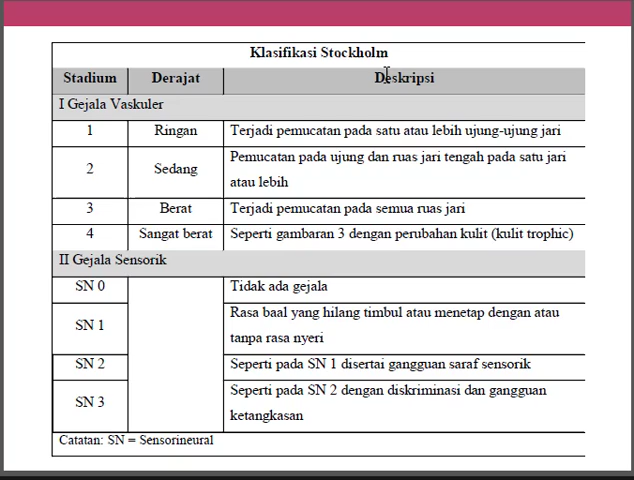 Klasifikasi Stockholm
Stadium Derajat Deskripsi
I Gejala Vaskuler
1 Ringan Terjadi pemucatan pada satu atau lebih ujung-ujung jari
2 Sedang Pemucatan pada ujung dan ruas jari tengah pada satu jari
atau lebih
3 Berat Terjadi pemucatan pada semua ruas jari
4 Sangat berat Seperti gambaran 3 dengan perubahan kulit (kulit trophic)
II Gejala Sensorik
SN 0 Tidak ada gejala
SN 1 Rasa baal yang hilang timbul atau menetap dengan atau
tanpa rasa nyeri
SN 2 Seperti pada SN 1 disertai gangguan saraf sensorik
SN 3 Seperti pada SN 2 dengan diskriminasi dan gangguan
ketangkasan
Catatan: SN = Sensorineural